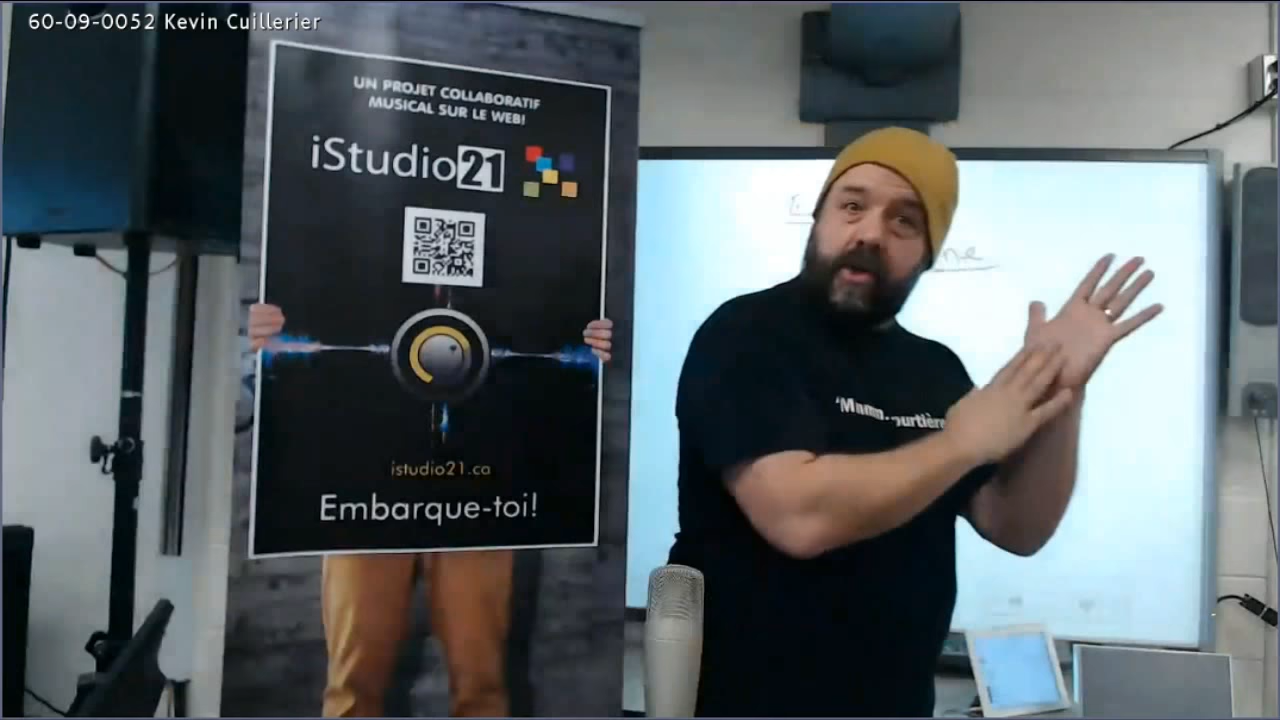 60-09-0052 Kevin Cuillerier
UN PROJET COLLABORATIF
MUSICAL SUR LE WEB!
iStudio21
istudio21.ca
Embarque-toi!